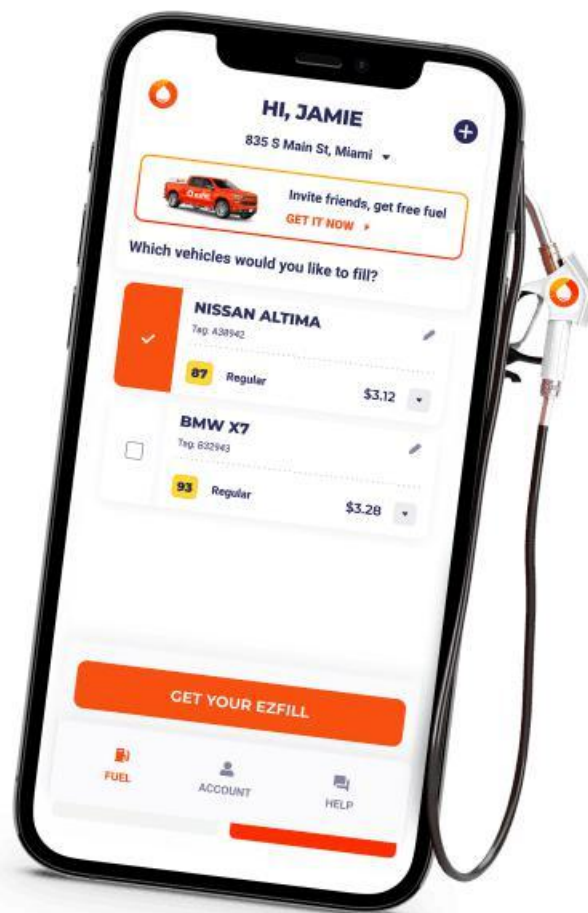 HI, JAMIE
835 S Main St, Miami
Invite friends, get free fuel
GET IT NOW
Which vehicles would you like to fill?
NISSAN ALTIMA
Tag: A38942
87 Regular $3.12
BMW X7
Tag: B32943
93 Regular $3.28
GET YOUR EZFILL
FUEL ACCOUNT HELP